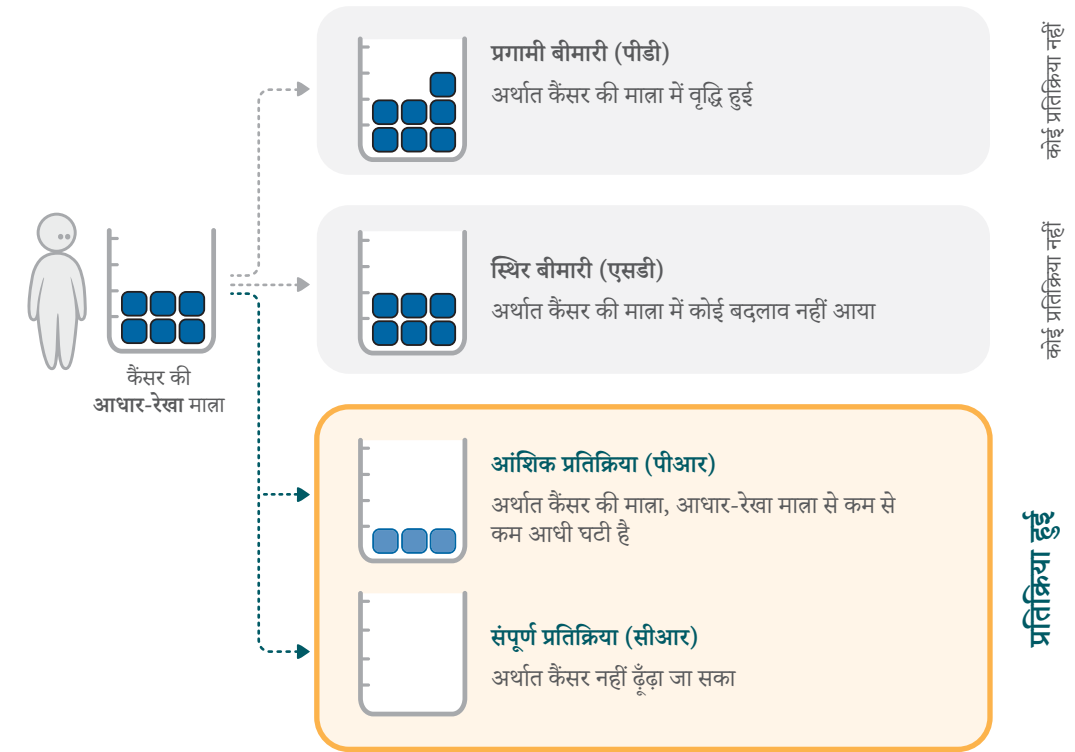 प्रगामी बीमारी (पीडी)
अर्थात कैंसर की मात्रा में वृद्धि हुई
कोई प्रतिक्रिया नहीं
स्थिर बीमारी (एसडी)
अर्थात कैंसर की मात्रा में कोई बदलाव नहीं आया
कोई प्रतिक्रिया नहीं
कैंसर की
आधार-रेखा मात्रा
आंशिक प्रतिक्रिया (पीआर)
अर्थात कैंसर की मात्रा, आधार-रेखा मात्रा से कम से
कम आधी घटी है
संपूर्ण प्रतिक्रिया (सीआर)
अर्थात कैंसर नहीं ढूँढ़ा जा सका
प्रतिक्रिया हुई